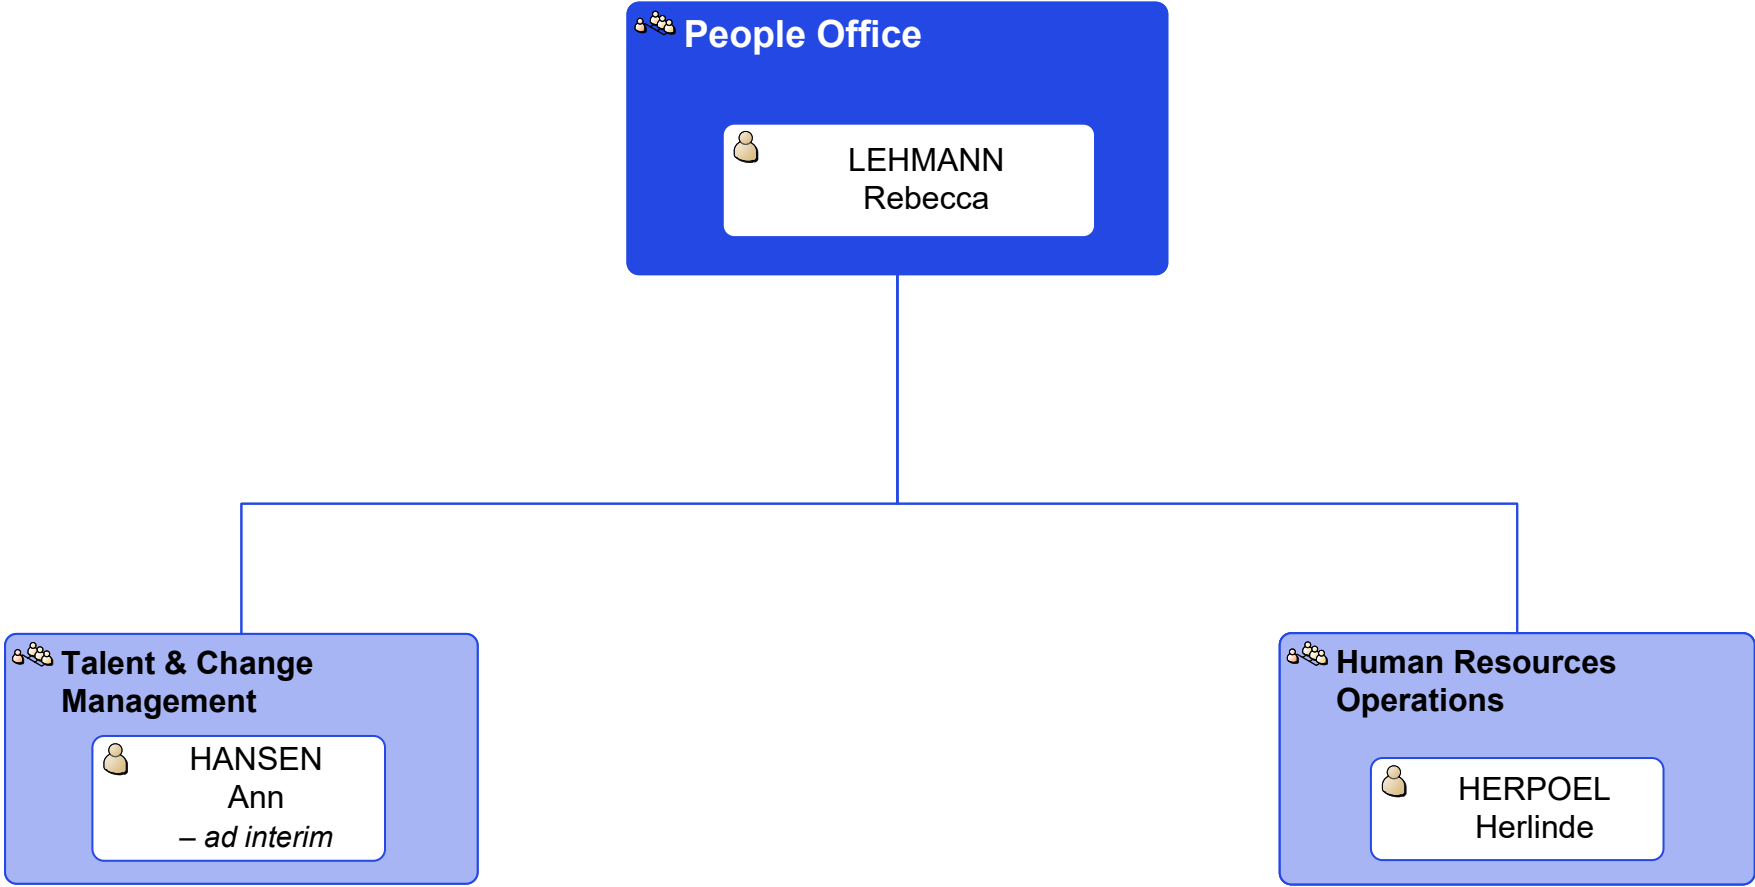 People Office
LEHMANN
Rebecca
Talent & Change
Management
HANSEN
Ann
– ad interim
Human Resources
Operations
HERPOEL
Herlinde